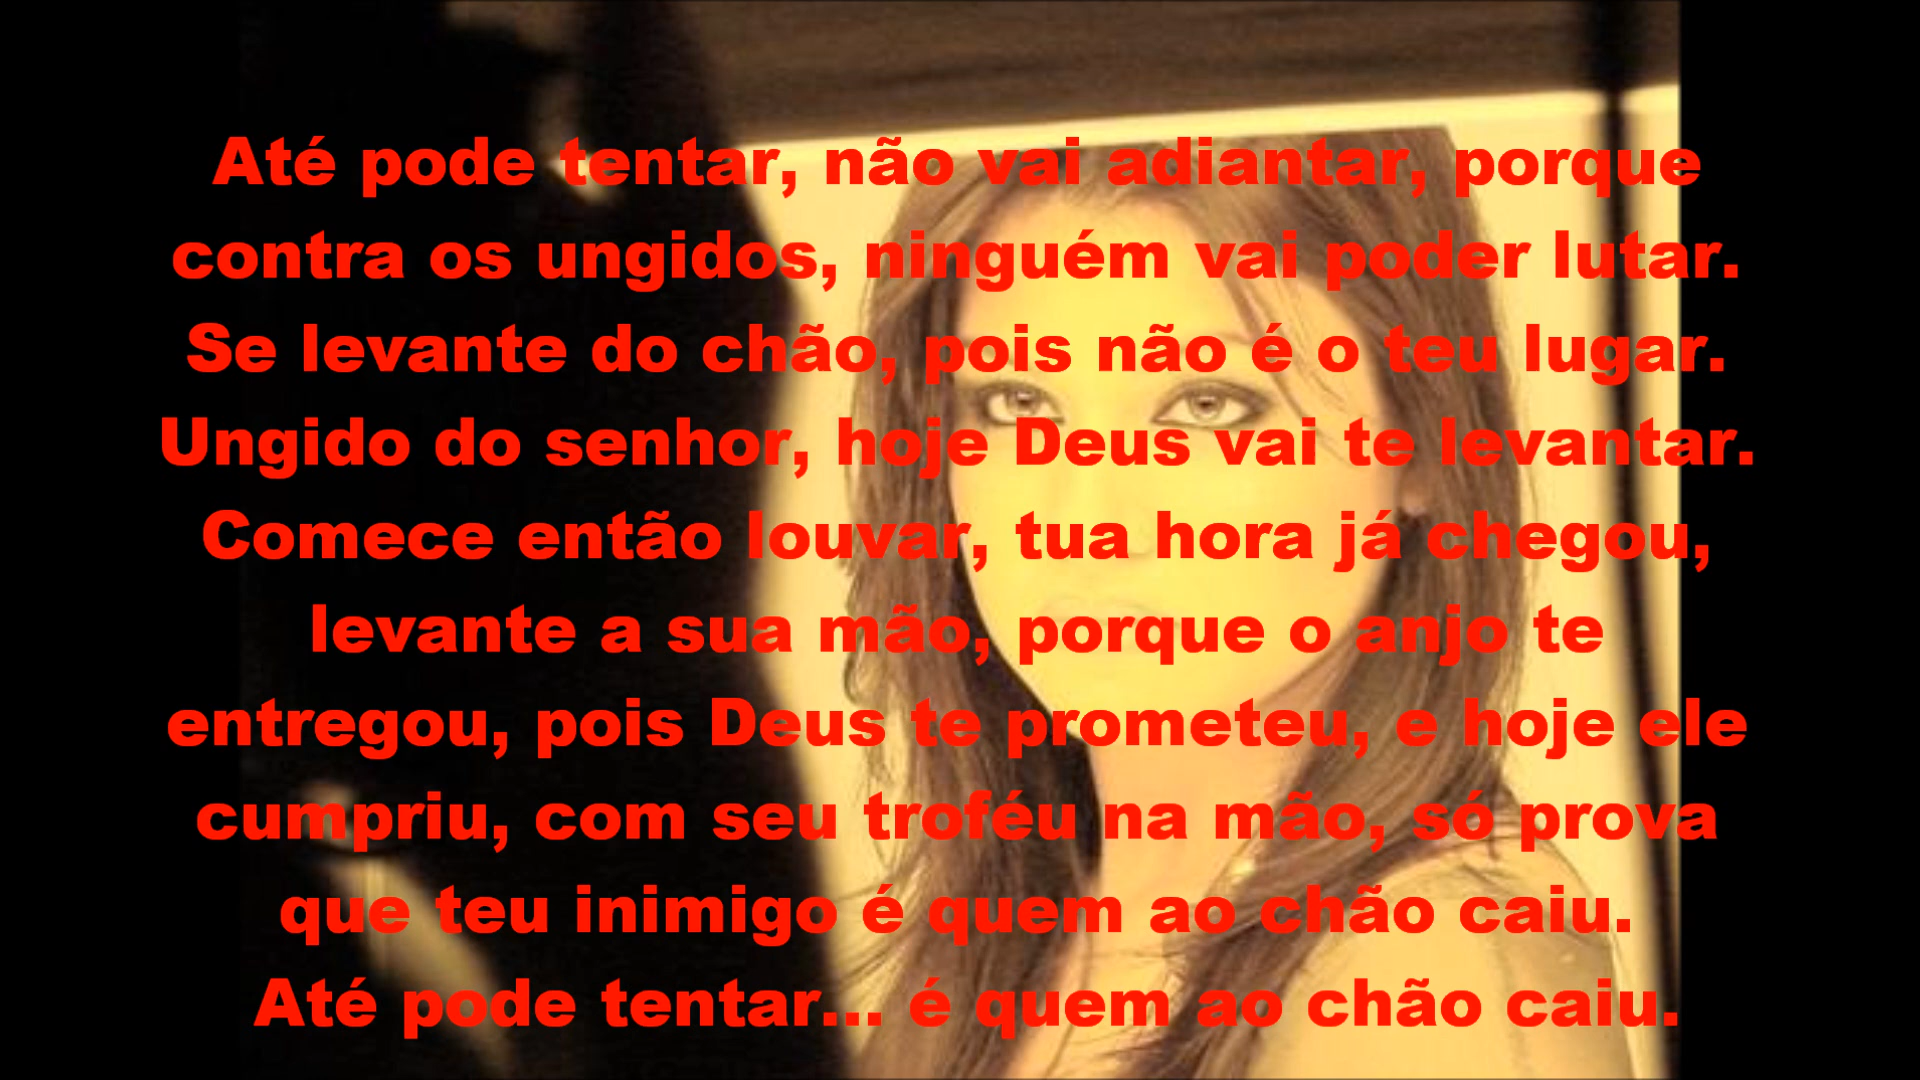 Até pode tentar, não vai adiantar, porque
contra os ungidos, ninguém vai poder lutar.
Se levante do chão, pois não é o teu lugar.
Ungido do senhor, hoje Deus vai te levantar.
Comece então louvar, tua hora já chegou,
levante a sua mão, porque o anjo te
entregou, pois Deus te prometeu, e hoje ele
cumpriu, com seu troféu na mão, só prova
que teu inimigo é quem ao chão caiu.
Até pode tentar... é quem ao chão caiu.